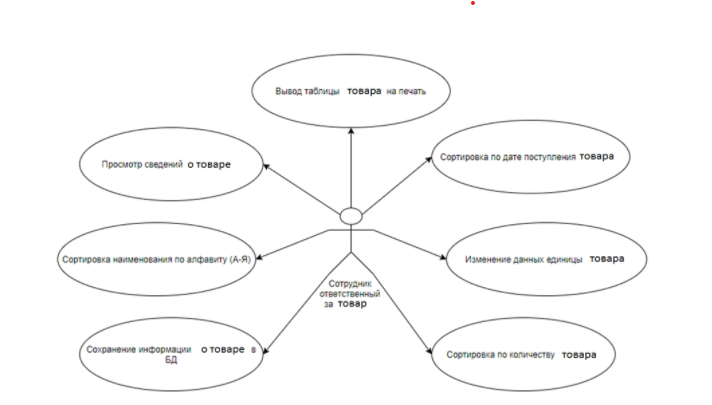 Вывод таблицы товара на печать
Сортировка по дате поступления товара
Просмотр сведений о товаре
Сортировка наименования по алфавиту (А-Я)
Изменение данных единицы товара
Сотрудник
ответственный
за товар
Сохранение информации о товаре в
БД
Сортировка по количеству товара